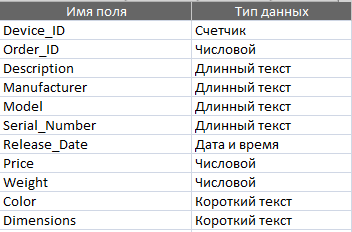 Имя поля Тип данных
Device_ID Счетчик
Order_ID Числовой
Description Длинный текст
Manufacturer Длинный текст
Model Длинный текст
Serial_Number Длинный текст
Release_Date Дата и время
Price Числовой
Weight Числовой
Color Короткий текст
Dimensions Короткий текст